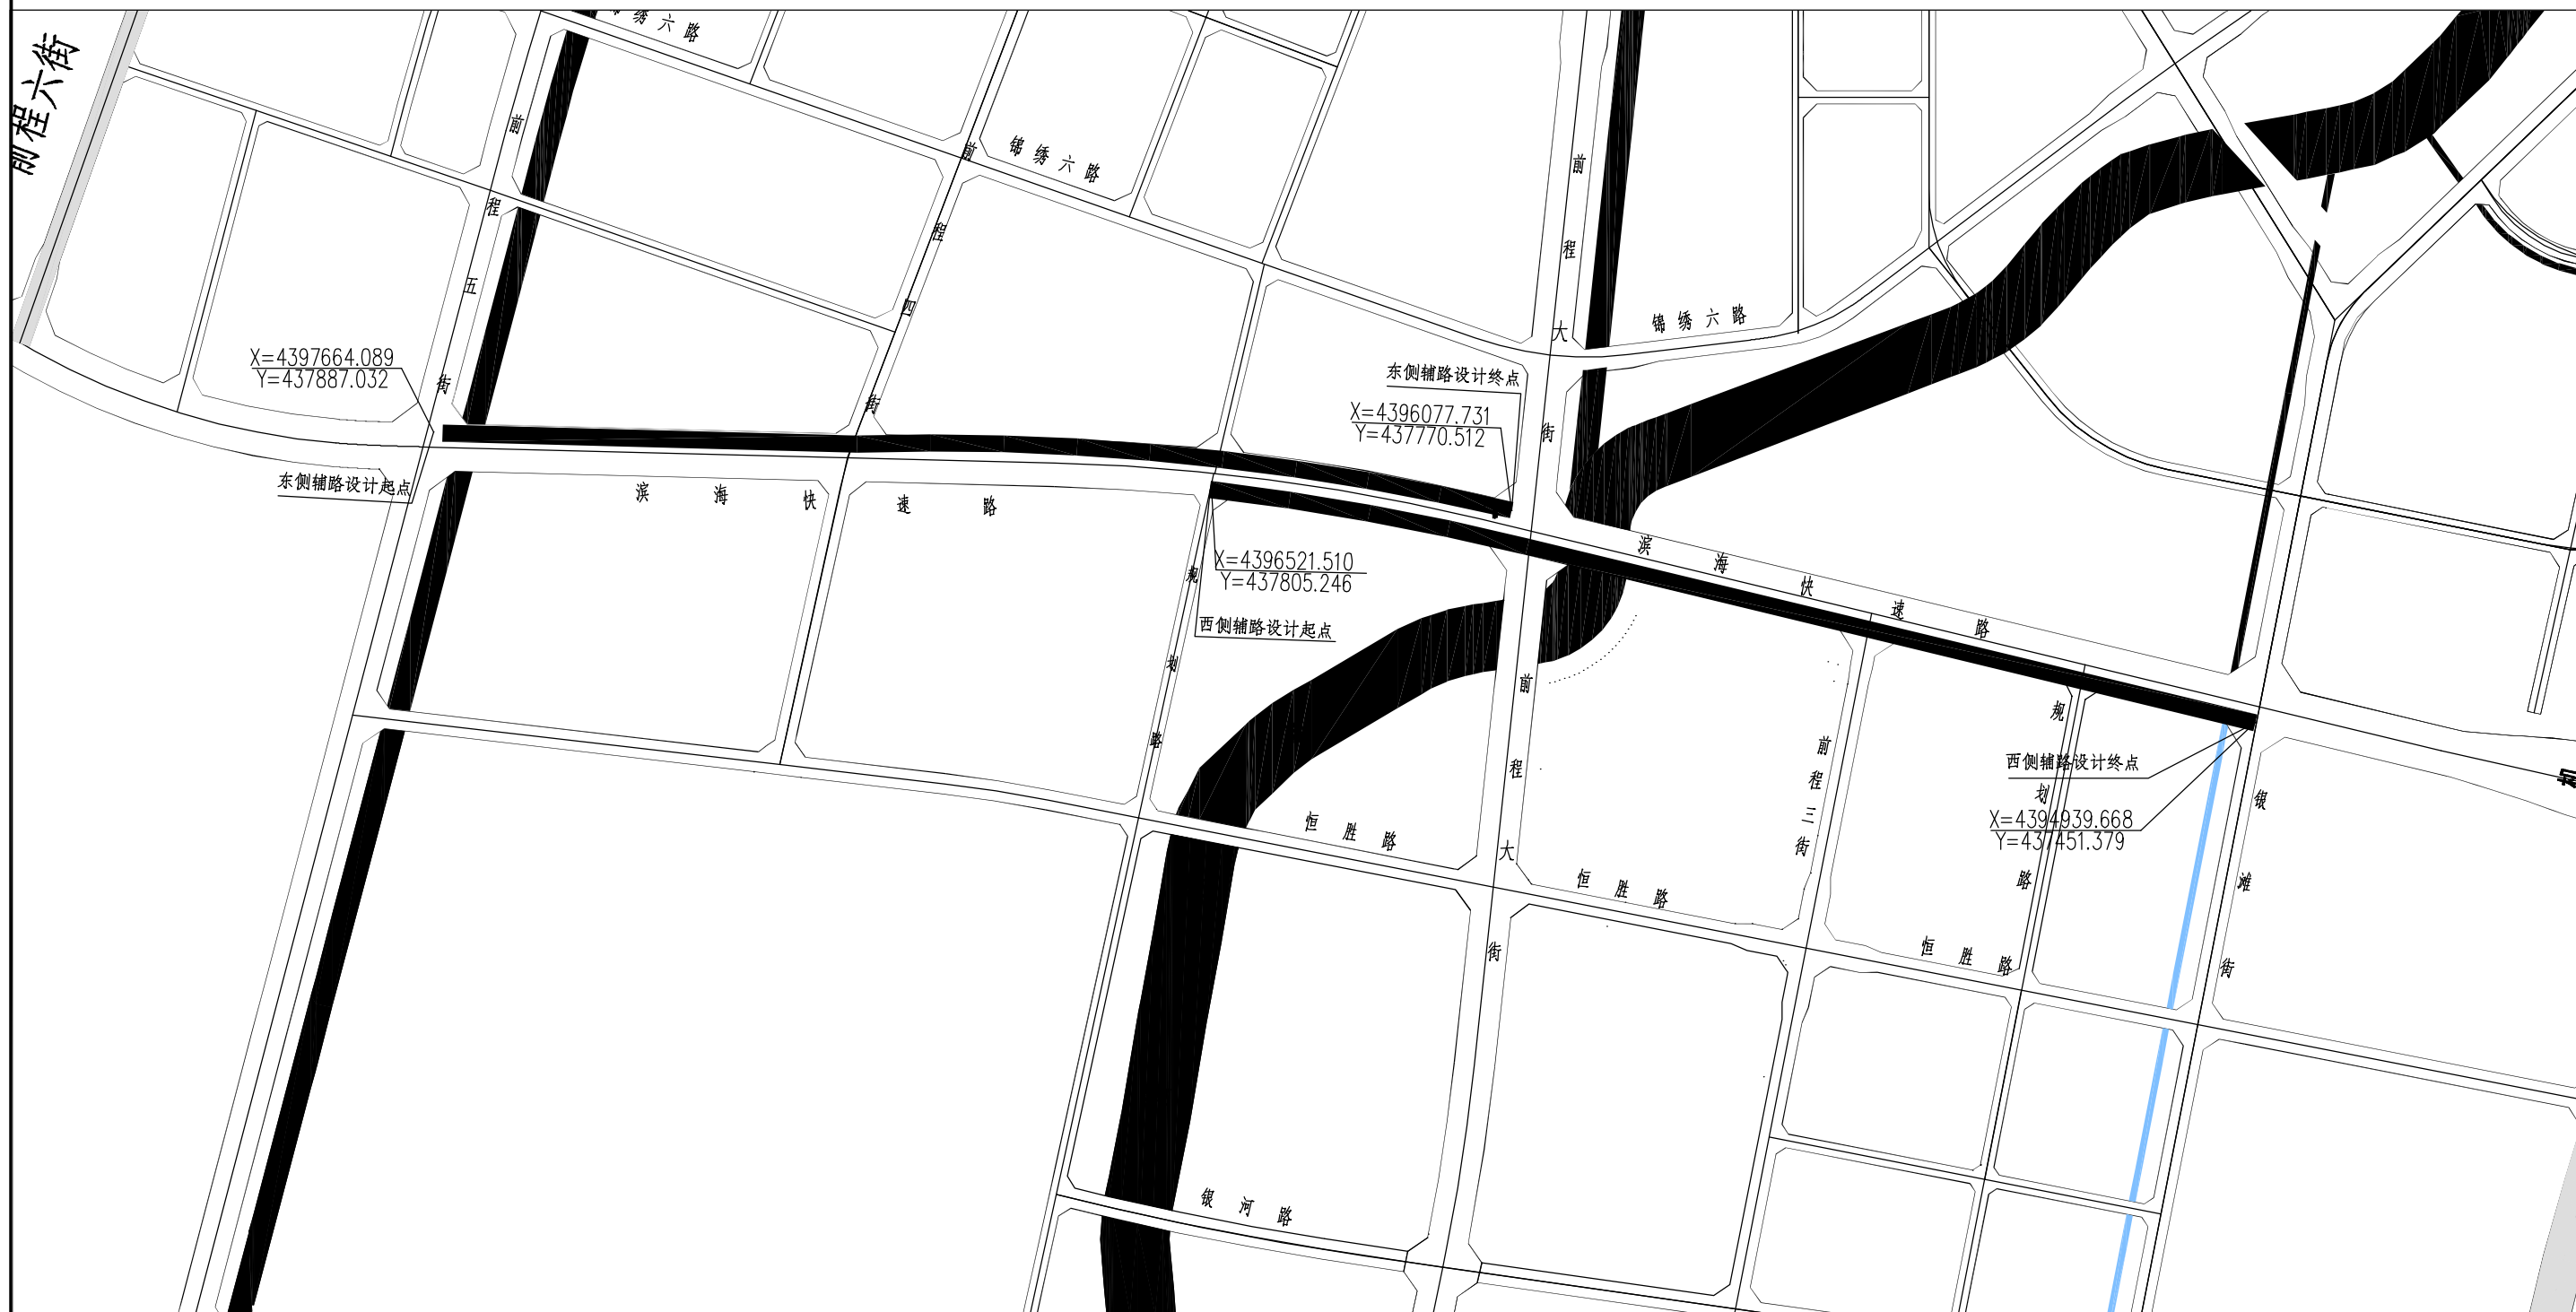 前程六街
锦绣六路
前程五街
前程四街
锦绣六路
前程大街
锦绣六路
X=4397664.089
Y=437887.032
东侧辅路设计起点
东侧辅路设计终点
X=4396077.731
Y=437770.512
滨海快速路
X=4396521.510
Y=437805.246
西侧辅路设计起点
规划路
滨海快速路
前程大街
前程三街
规划路
西侧辅路设计终点
X=4394939.668
Y=437451.379
银滩街
恒胜路
恒胜路
恒胜路
银河路